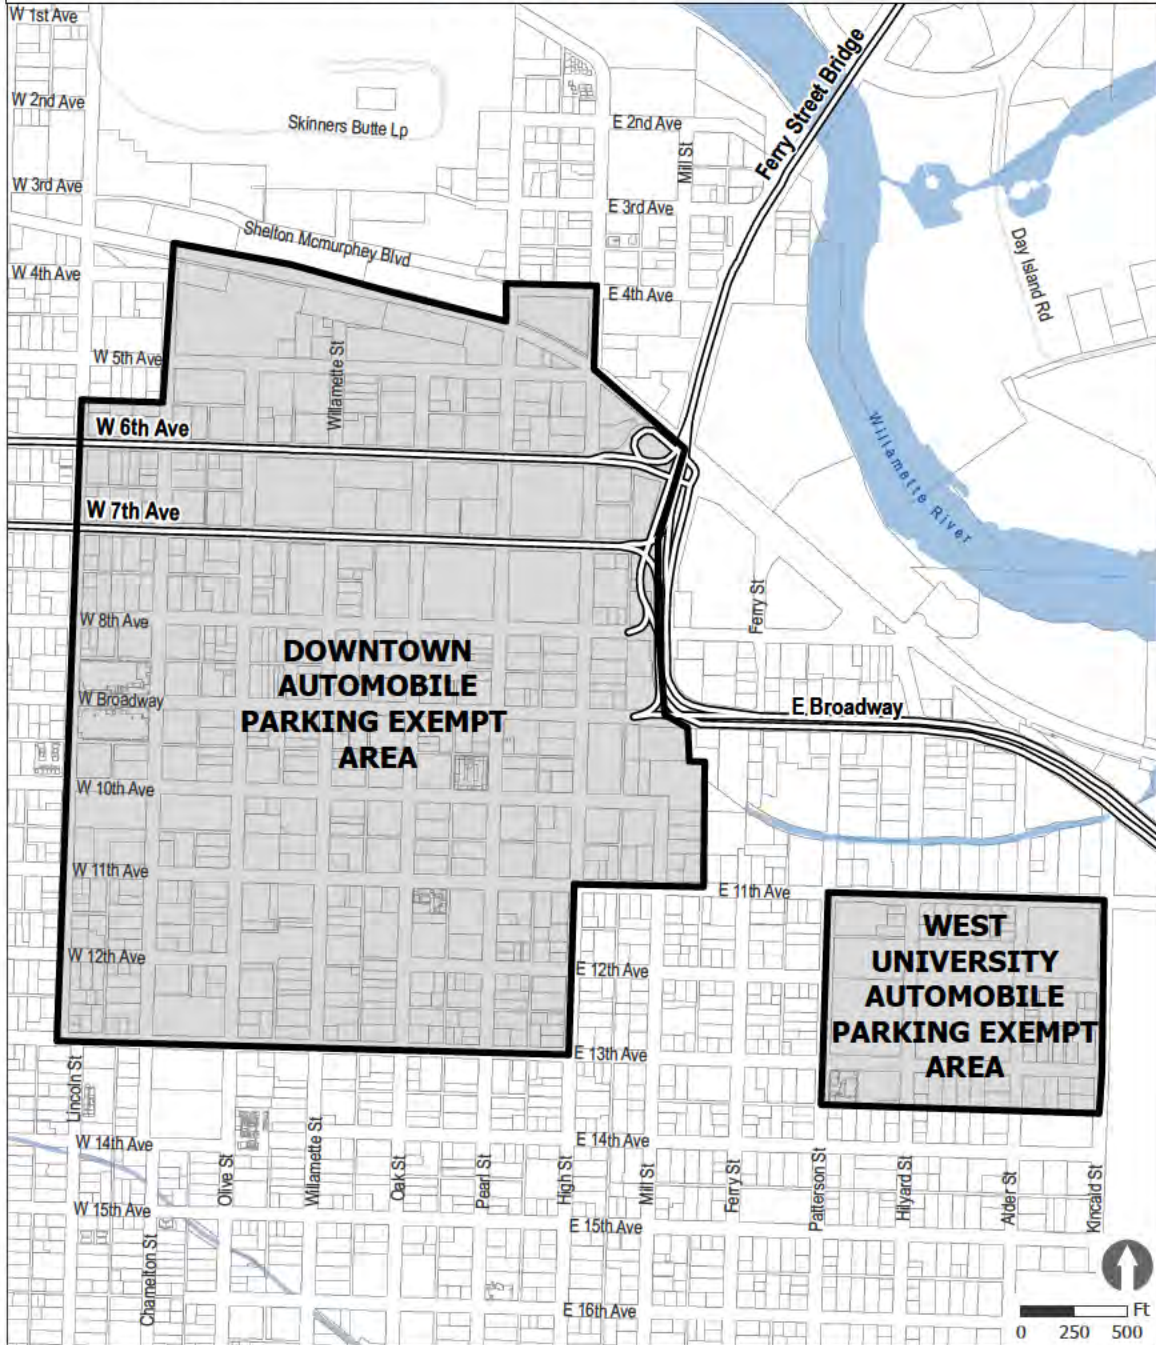 W 1st Ave
Ferry Street Bridge
W 2nd Ave
Skinners Butte Lp
E 2nd Ave
Mill St
W 3rd Ave
E 3rd Ave
Shelton Mcmurphey Blvd
Day Island Rd
W 4th Ave
E 4th Ave
W 5th Ave
Willamette St
W 6th Ave
Willamette River
W 7th Ave
Ferry St
W 8th Ave
DOWNTOWN
AUTOMOBILE
PARKING EXEMPT
AREA
W Broadway
E Broadway
W 10th Ave
W 11th Ave
E 11th Ave
WEST
UNIVERSITY
AUTOMOBILE
PARKING EXEMPT
AREA
W 12th Ave
E 12th Ave
E 13th Ave
Lincoln St
W 14th Ave
E 14th Ave
Olive St
Willamette St
Oak St
Pearl St
High St
Mill St
Ferry St
Patterson St
Hilyard St
Alder St
Kincaid St
W 15th Ave
E 15th Ave
Charnelton St
E 16th Ave
Ft
0 250 500